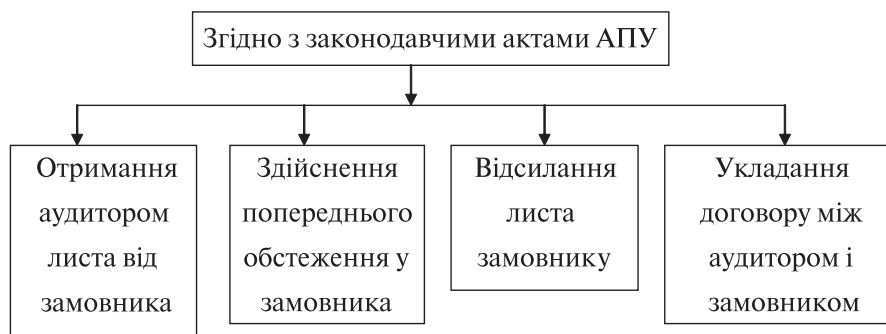 Згідно з законодавчими актами АПУ
Отримання
аудитором
листа від
замовника
Здійснення
попереднього
обстеження у
замовника
Відсилання
листа
замовнику
Укладання
договору між
аудитором і
замовником